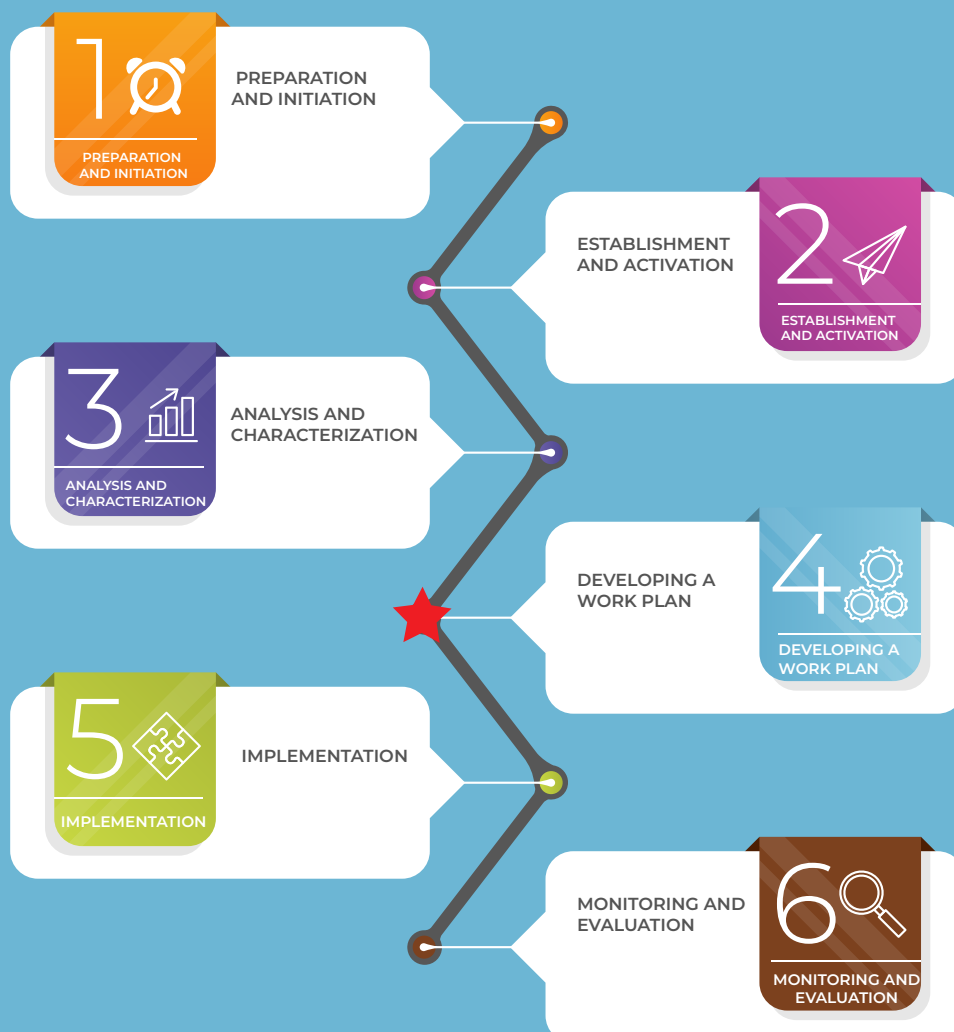 1
PREPARATION
AND INITIATION
PREPARATION
AND INITIATION
ESTABLISHMENT
AND ACTIVATION
2
ESTABLISHMENT
AND ACTIVATION
3
ANALYSIS AND
CHARACTERIZATION
ANALYSIS AND
CHARACTERIZATION
DEVELOPING A
WORK PLAN
4
DEVELOPING A
WORK PLAN
5
IMPLEMENTATION
IMPLEMENTATION
MONITORING AND
EVALUATION
6
MONITORING AND
EVALUATION